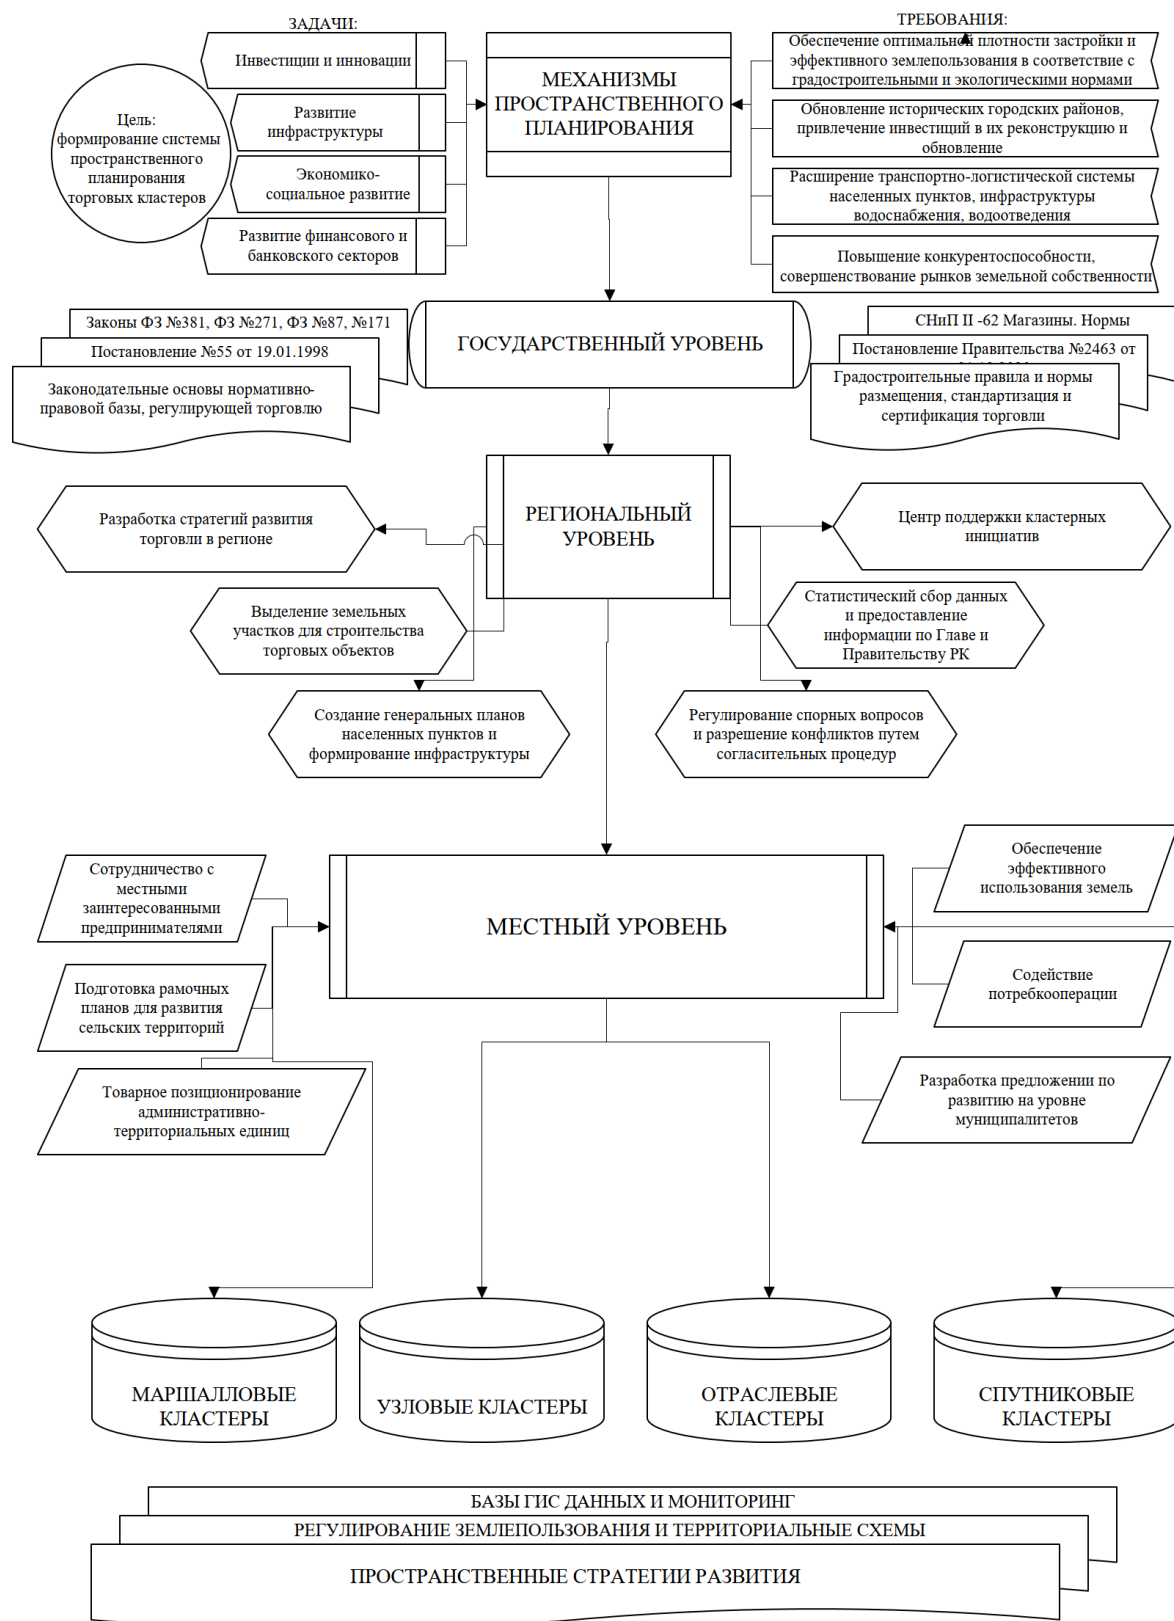 ЗАДАЧИ:
Цель:
формирование системы
пространственного
планирования
торговых кластеров
Инвестиции и инновации
Развитие
инфраструктуры
Экономико-
социальное развитие
Развитие финансового и
банковского секторов
МЕХАНИЗМЫ
ПРОСТРАНСТВЕННОГО
ПЛАНИРОВАНИЯ
ТРЕБОВАНИЯ:
Обеспечение оптимальной плотности застройки и
эффективного землепользования в соответствие с
градостроительными и экологическими нормами
Обновление исторических городских районов,
привлечение инвестиций в их реконструкцию и
обновление
Расширение транспортно-логистической системы
населенных пунктов, инфраструктуры
водоснабжения, водоотведения
Повышение конкурентоспособности,
совершенствование рынков земельной собственности
Законы ФЗ №381, ФЗ №271, ФЗ №87, №171
Постановление №55 от 19.01.1998
Законодательные основы нормативно-
правовой базы, регулирующей торговлю
ГОСУДАРСТВЕННЫЙ УРОВЕНЬ
СНиП II -62 Магазины. Нормы
Постановление Правительства №2463 от
Градостроительные правила и нормы
размещения, стандартизация и
сертификация торговли
РЕГИОНАЛЬНЫЙ
УРОВЕНЬ
Разработка стратегий развития
торговли в регионе
Выделение земельных
участков для строительства
торговых объектов
Создание генеральных планов
населенных пунктов и
формирование инфраструктуры
Центр поддержки кластерных
инициатив
Статистический сбор данных
и предоставление
информации по Главе и
Правительству РК
Регулирование спорных вопросов
и разрешение конфликтов путем
согласительных процедур
МЕСТНЫЙ УРОВЕНЬ
Сотрудничество с
местными
заинтересованными
предпринимателями
Подготовка рамочных
планов для развития
сельских территорий
Товарное позиционирование
административно-
территориальных единиц
Обеспечение
эффективного
использования земель
Содействие
потребкооперации
Разработка предложении по
развитию на уровне
муниципалитетов
МАРШАЛЛОВЫЕ
КЛАСТЕРЫ
УЗЛОВЫЕ КЛАСТЕРЫ
ОТРАСЛЕВЫЕ
КЛАСТЕРЫ
СПУТНИКОВЫЕ
КЛАСТЕРЫ
БАЗЫ ГИС ДАННЫХ И МОНИТОРИНГ
РЕГУЛИРОВАНИЕ ЗЕМЛЕПОЛЬЗОВАНИЯ И ТЕРРИТОРИАЛЬНЫЕ СХЕМЫ
ПРОСТРАНСТВЕННЫЕ СТРАТЕГИИ РАЗВИТИЯ